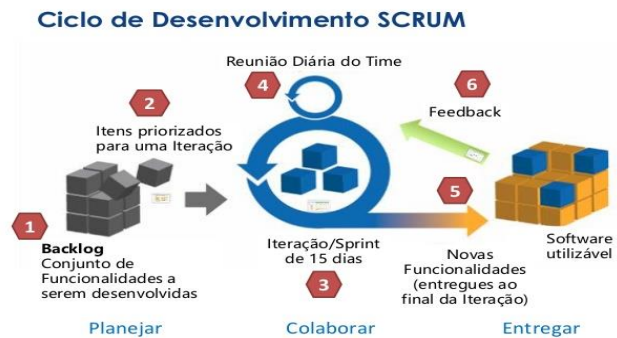 Ciclo de Desenvolvimento SCRUM
1
Backlog
Conjunto de
Funcionalidades a
serem desenvolvidas
2
Itens priorizados
para uma Iteração
4
Reunião Diária do Time
Iteração/Sprint
de 15 dias
3
5
Novas
Funcionalidades
(entregues ao
final da Iteração)
6
Feedback
Software
utilizável
Planejar
Colaborar
Entregar